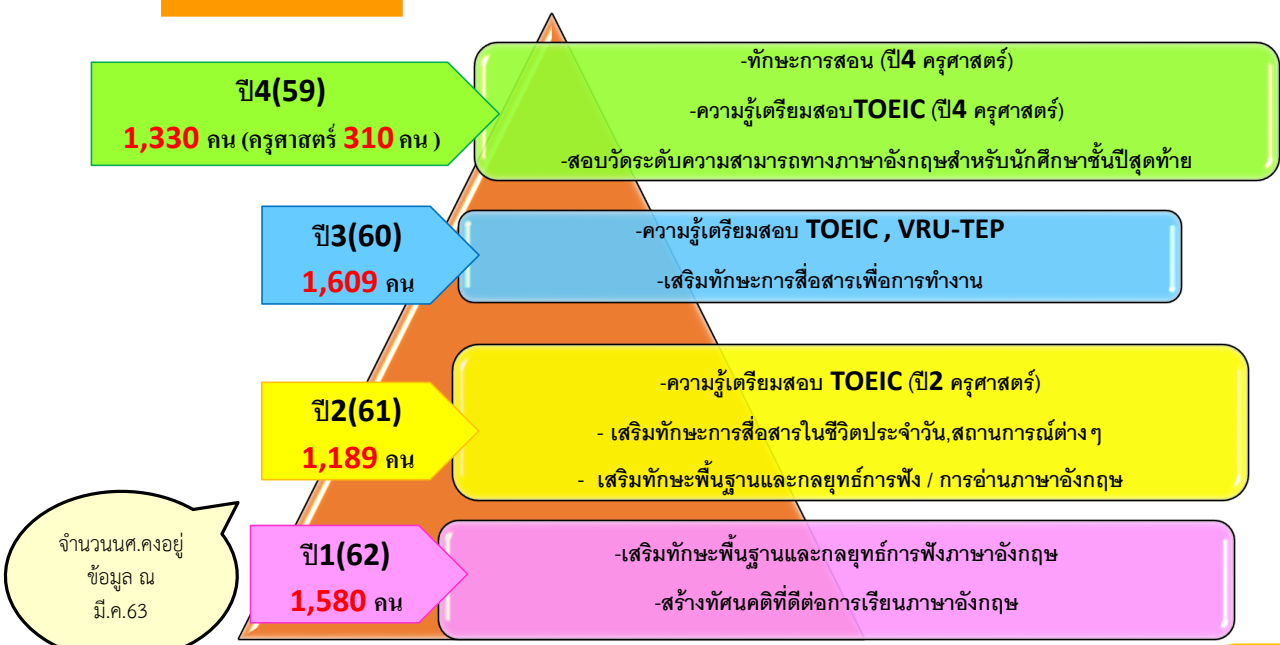 ปี4(59)
1,330 คน (ครุศาตร์ 310 คน )
-ทักษะการสอน (ปี4 ครุศาสตร์)
-ความรู้เตรียมสอบTOEIC (ปี4 ครุศาสตร์)
-สอบวัดระดับความสามารถทางภาษาอังกฤษสำหรับนักศึกษาชั้นปีสุดท้าย
ปี3(60)
1,609 คน
-ความรู้เตรียมสอบ TOEIC , VRU-TEP
-เสริมทักษะการสื่อสารเพื่อการทำงาน
ปี2(61)
1,189 คน
-ความรู้เตรียมสอบ TOEIC (ปี2 ครุศาสตร์)
- เสริมทักษะการสื่อสารในชีวิตประจำวัน,สถานการณ์ต่างๆ
- เสริมทักษะพื้นฐานและกลยุทธ์การฟัง / การอ่านภาษาอังกฤษ
จำนวนนศ.คงอยู่
ข้อมูล ณ
มี.ค.63
ปี1(62)
1,580 คน
-เสริมทักษะพื้นฐานและกลยุทธ์การฟังภาษาอังกฤษ
-สร้างทัศนคติที่ดีต่อการเรียนภาษาอังกฤษ